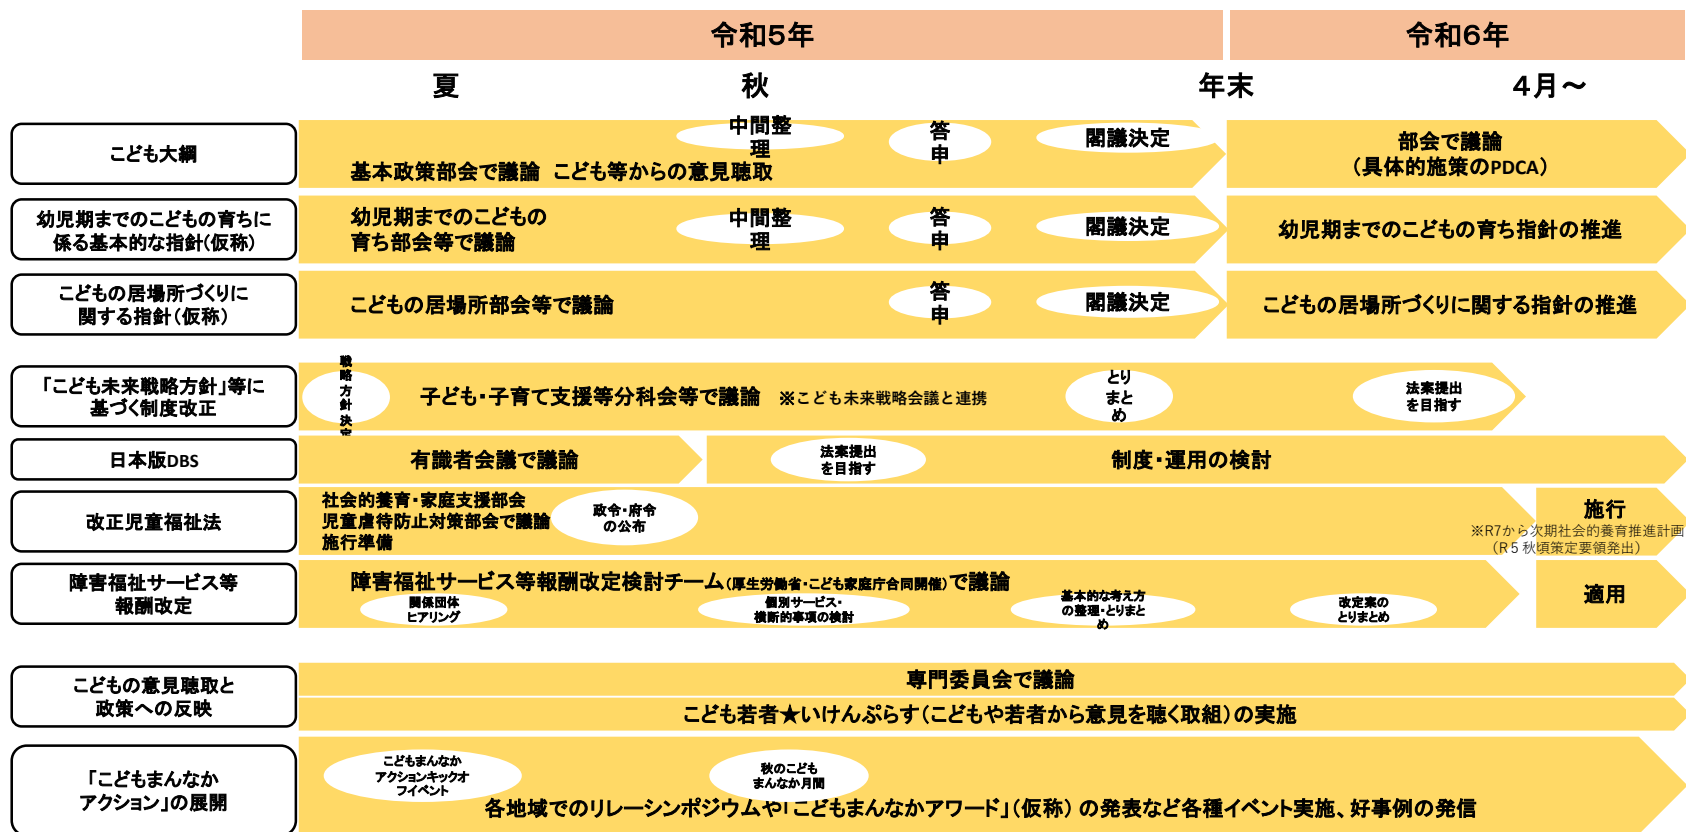 令和5年
令和6年
夏
秋
年末
4月～
こども大綱
中間整
理
答
申
閣議決定
基本政策部会で議論 こども等からの意見聴取
部会で議論
（具体的施策のPDCA）
幼児期までのこどもの育ちに
係る基本的な指針(仮称)
幼児期までのこどもの
育ち部会等で議論
中間整
理
答
申
閣議決定
幼児期までのこどもの育ち指針の推進
こどもの居場所づくりに
関する指針（仮称）
こどもの居場所部会等で議論
答
申
閣議決定
こどもの居場所づくりに関する指針の推進
「こども未来戦略方針」等に
基づく制度改正
戦
略
方
針
決
定
子ども・子育て支援等分科会等で議論 ※こども未来戦略会議と連携
とり
まと
め
法案提出
を目指す
日本版DBS
有識者会議で議論
法案提出
を目指す
制度・運用の検討
改正児童福祉法
社会的養育・家庭支援部会
児童虐待防止対策部会で議論
施行準備
政令・府令
の公布
施行
※R7から次期社会的養育推進計画
（R５秋頃策定要領発出）
障害福祉サービス等
報酬改定
障害福祉サービス等報酬改定検討チーム（厚生労働省・こども家庭庁合同開催）で議論
関係団体
ヒアリング
個別サービス・
横断的事項の検討
基本的な考え方
の整理・とりまと
め
改定案の
とりまとめ
適用
こどもの意見聴取と
政策への反映
専門委員会で議論
こども若者★いけんぷらす（こどもや若者から意見を聴く取組）の実施
「こどもまんなか
アクション」の展開
こどもまんなか
アクションキックオ
フイベント
秋のこども
まんなか月間
各地域でのリレーシンポジウムや「こどもまんなかアワード」（仮称）の発表など各種イベント実施、好事例の発信